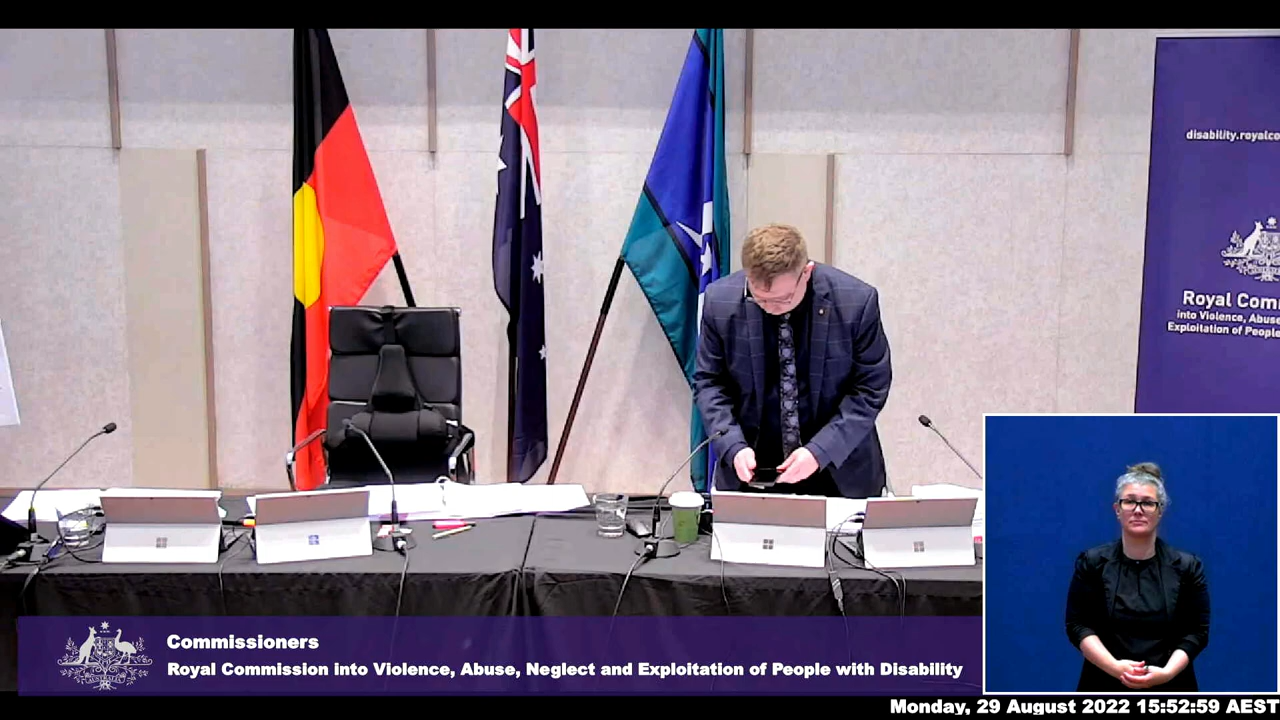 disability.royalco
Royal Com
into Violence, Abuse
Exploitation of People
Commissioners
Royal Commission into Violence, Abuse, Neglect and Exploitation of People with Disability
Monday, 29 August 2022 15:52:59 AEST